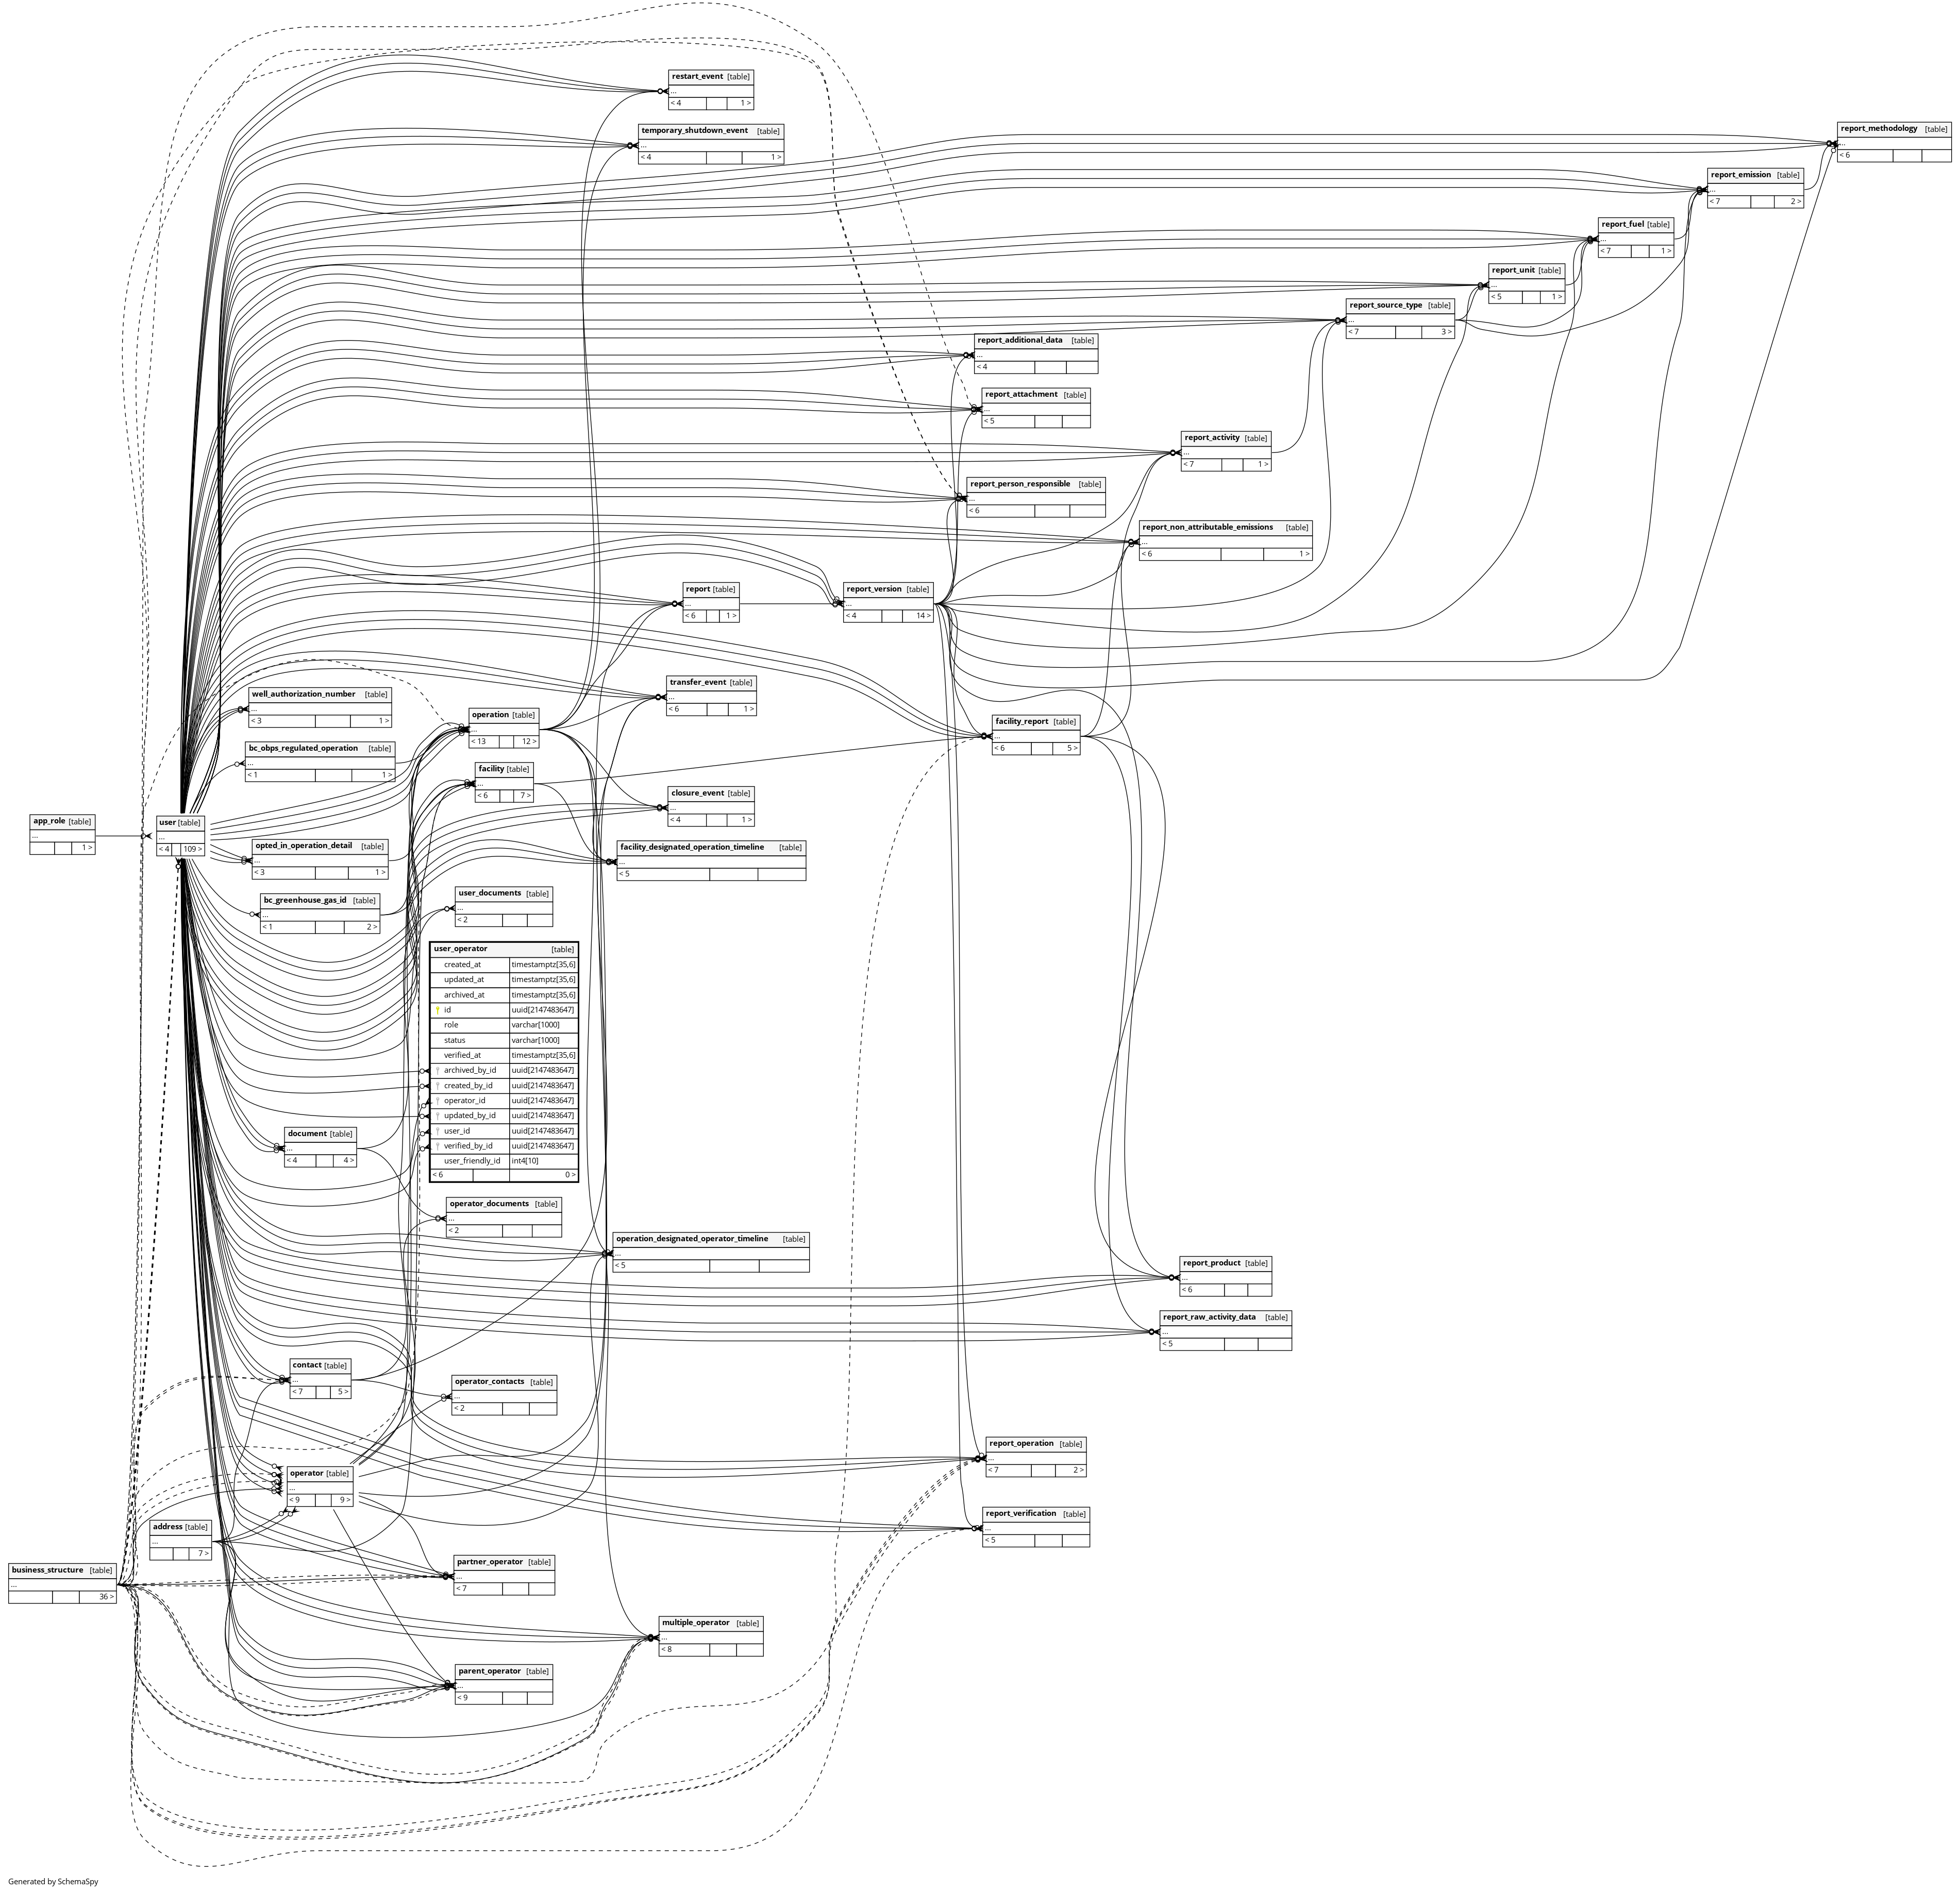 restart_event [table]
...
< 4 1 >
temporary_shutdown_event [table]
...
< 4 1 >
report_methodology [table]
...
< 6
report_emission [table]
...
< 7 2 >
report_fuel [table]
...
< 7 1 >
report_unit [table]
...
< 5 1 >
report_source_type [table]
...
< 7 3 >
report_additional_data [table]
...
< 4
report_attachment [table]
...
< 5
report_activity [table]
...
< 7 1 >
report_person_responsible [table]
...
< 6
report_non_attributable_emissions [table]
...
< 6 1 >
report [table]
...
< 6 1 >
report_version [table]
...
< 4 14 >
transfer_event [table]
...
< 6 1 >
well_authorization_number [table]
...
< 3 1 >
operation [table]
...
< 13 12 >
facility_report [table]
...
< 6 5 >
bc_obps_regulated_operation [table]
...
< 1 1 >
facility [table]
...
< 6 7 >
closure_event [table]
...
< 4 1 >
app_role [table]
...
1 >
user [table]
...
< 4 109 >
opted_in_operation_detail [table]
...
< 3 1 >
facility_designated_operation_timeline [table]
...
< 5
bc_greenhouse_gas_id [table]
...
< 1 2 >
user_documents [table]
...
< 2
user_operator [table]
created_at timestamptz[35,6]
updated_at timestamptz[35,6]
archived_at timestamptz[35,6]
id uuid[2147483647]
role varchar[1000]
status varchar[1000]
verified_at timestamptz[35,6]
archived_by_id uuid[2147483647]
created_by_id uuid[2147483647]
operator_id uuid[2147483647]
updated_by_id uuid[2147483647]
user_id uuid[2147483647]
verified_by_id uuid[2147483647]
user_friendly_id int4[10]
< 6 0 >
document [table]
...
< 4 4 >
operator_documents [table]
...
< 2
operation_designated_operator_timeline [table]
...
< 5
report_product [table]
...
< 6
report_raw_activity_data [table]
...
< 5
contact [table]
...
< 7 5 >
operator_contacts [table]
...
< 2
report_operation [table]
...
< 7 2 >
operator [table]
...
< 9 9 >
report_verification [table]
...
< 5
address [table]
...
7 >
partner_operator [table]
...
< 7
business_structure [table]
...
36 >
multiple_operator [table]
...
< 8
parent_operator [table]
...
< 9
Generated by SchemaSpy